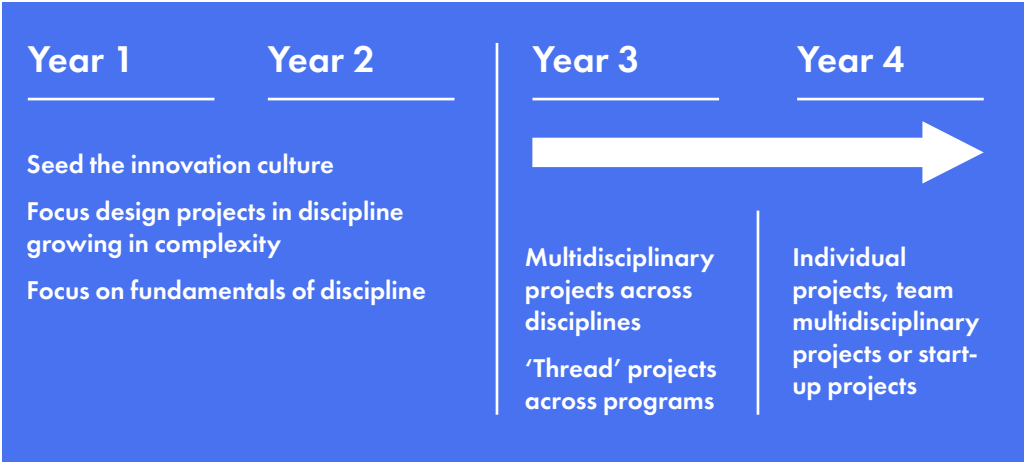 Year 1
Year 2
Seed the innovation culture
Focus design projects in discipline
growing in complexity
Focus on fundamentals of discipline
Year 3
Year 4
Multidisciplinary
projects across
disciplines
‘Thread’ projects
across programs
Individual
projects, team
multidisciplinary
projects or start-
up projects